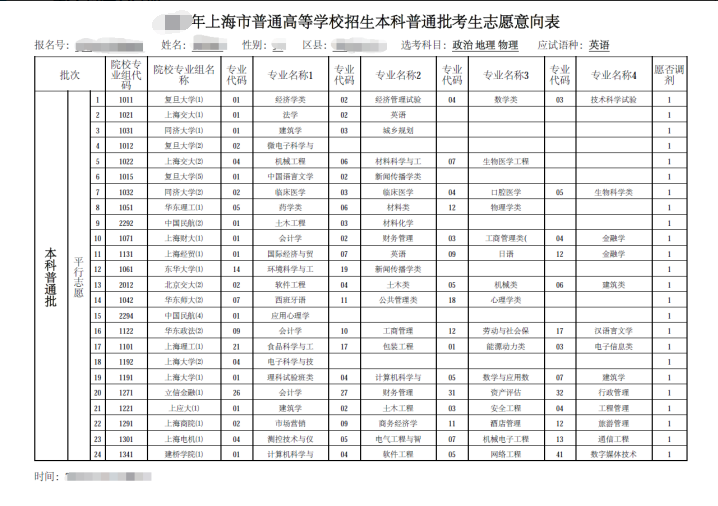 年上海市普通高等学校招生本科普通批考生志愿意向表
报名号: 姓名: 性别: 区县: 选考科目: 政治 地理 物理 应试语种: 英语
批次 院校专业组代码 院校专业组名称 专业代码 专业名称1 专业代码 专业名称2 专业代码 专业名称3 专业代码 专业名称4 愿否调剂
本科普通批 平行志愿
1 1011 复旦大学(1) 01 经济学类 02 经济管理试验 04 数学类 03 技术科学试验 1
2 1021 上海交大(1) 01 法学 02 英语 1
3 1031 同济大学(1) 01 建筑学 03 城乡规划 1
4 1012 复旦大学(2) 02 微电子科学与 1
5 1022 上海交大(2) 04 机械工程 06 材料科学与工 07 生物医学工程 1
6 1015 复旦大学(5) 01 中国语言文学 02 新闻传播学类 1
7 1032 同济大学(2) 02 临床医学 03 临床医学 04 口腔医学 05 生物科学类 1
8 1051 华东理工(1) 05 药学类 06 材料类 12 物理学类 1
9 2292 中国民航(2) 01 土木工程 03 材料化学 1
10 1071 上海财大(1) 01 会计学 02 财务管理 03 工商管理类( 04 金融学 1
11 1131 上海经贸(1) 01 国际经济与贸 07 英语 09 日语 12 金融学 1
12 1061 东华大学(1) 14 环境科学与工 19 新闻传播学类 1
13 2012 北京交大(2) 02 软件工程 04 土木类 05 机械类 06 建筑类 1
14 1042 华东师大(2) 07 西班牙语 11 公共管理类 18 心理学类 1
15 2294 中国民航(4) 01 应用心理学 1
16 1122 华东政法(2) 09 会计学 10 工商管理 12 劳动与社会保 17 汉语言文学 1
17 1101 上海理工(1) 21 食品科学与工 17 包装工程 01 能源动力类 03 电子信息类 1
18 1192 上海大学(2) 04 电子科学与技 1
19 1191 上海大学(1) 01 理科试验班类 04 计算机科学与 05 数学与应用数 07 建筑学 1
20 1271 立信金融(1) 26 会计学 27 财务管理 31 资产评估 32 行政管理 1
21 1221 上应大(1) 01 建筑学 02 土木工程 03 安全工程 04 工程管理 1
22 1291 上海商院(1) 02 市场营销 09 商务经济学 11 酒店管理 12 旅游管理 1
23 1301 上海电机(1) 04 测控技术与仪 05 电气工程与智 07 机械电子工程 13 通信工程 1
24 1341 建桥学院(1) 01 计算机科学与 04 软件工程 05 网络工程 41 数字媒体技术 1
时间: